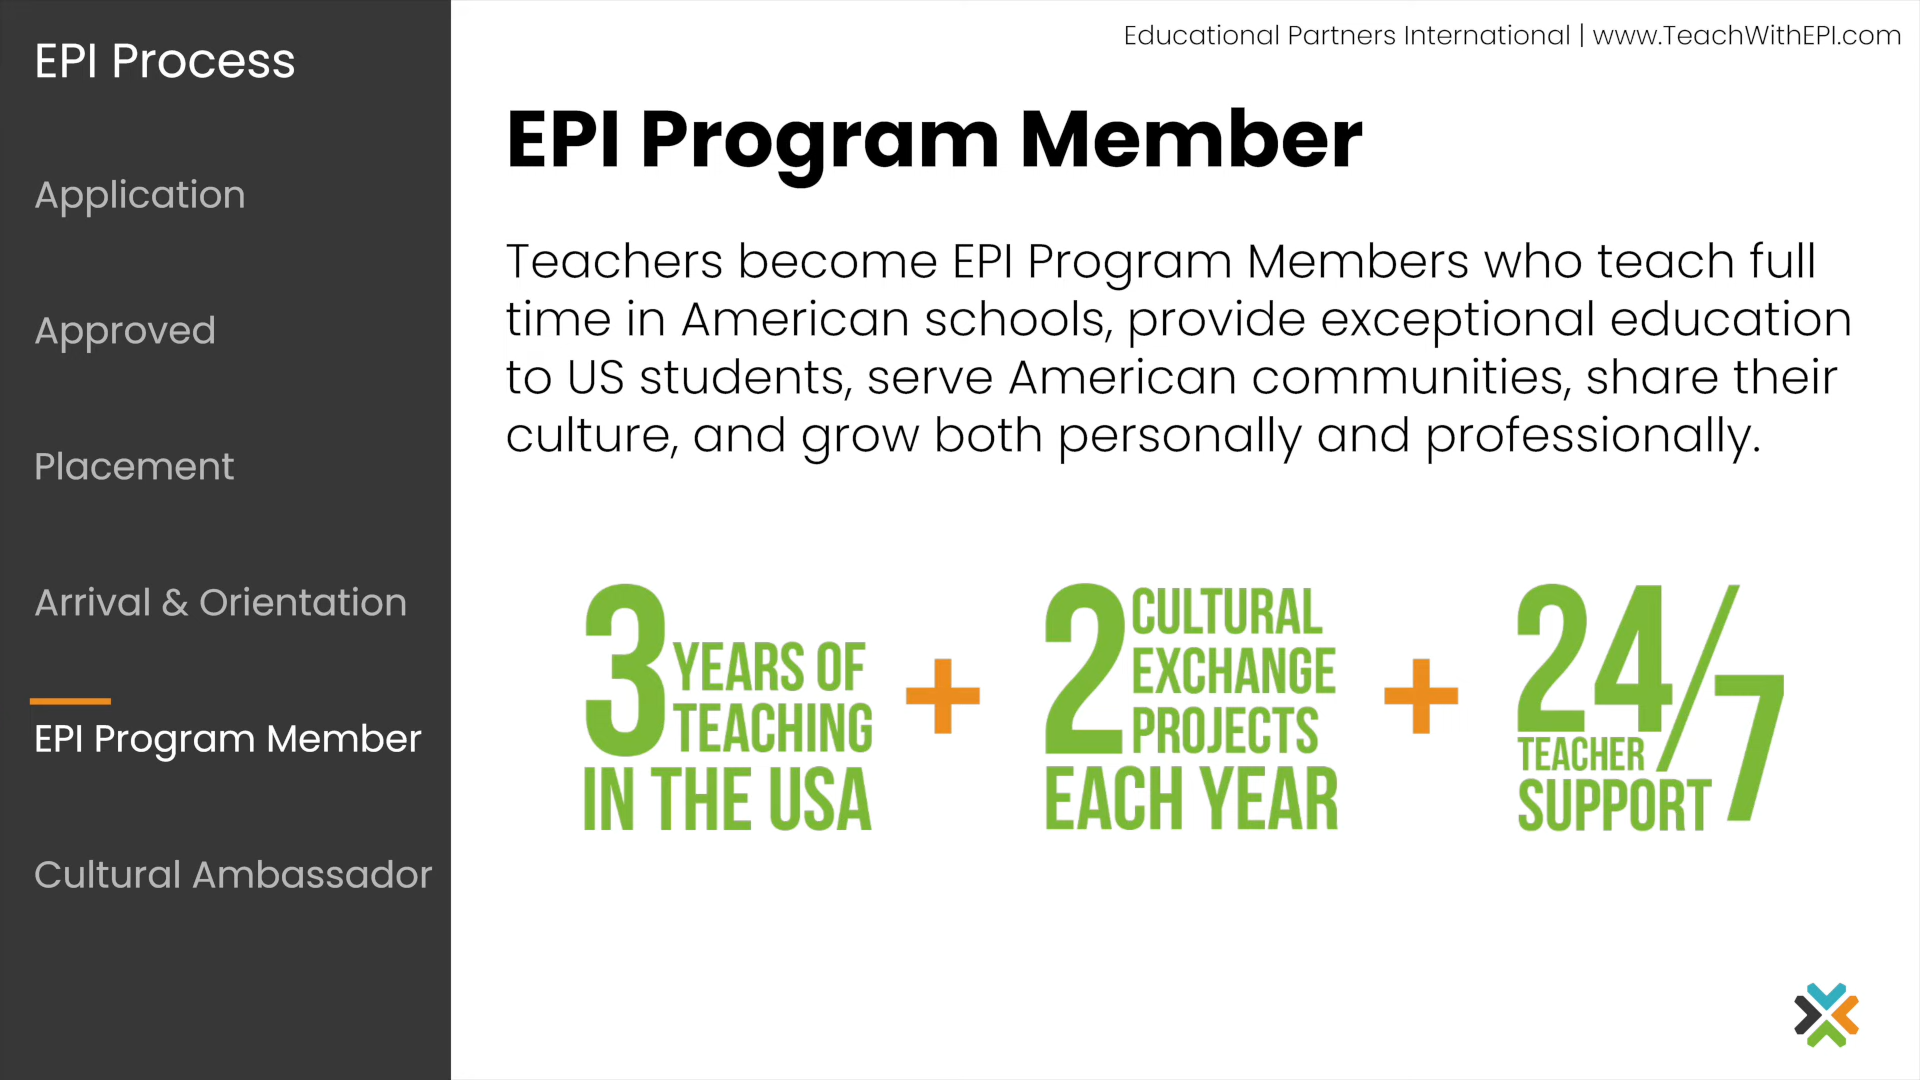 EPI Process
Application
Approved
Placement
Arrival & Orientation
EPI Program Member
Cultural Ambassador
Educational Partners International | www.TeachWithEPI.com
EPI Program Member
Teachers become EPI Program Members who teach full
time in American schools, provide exceptional education
to US students, serve American communities, share their
culture, and grow both personally and professionally.
3 YEARS OF
TEACHING
IN THE USA
+
2 CULTURAL
EXCHANGE
PROJECTS
EACH YEAR
+
24/7
TEACHER
SUPPORT